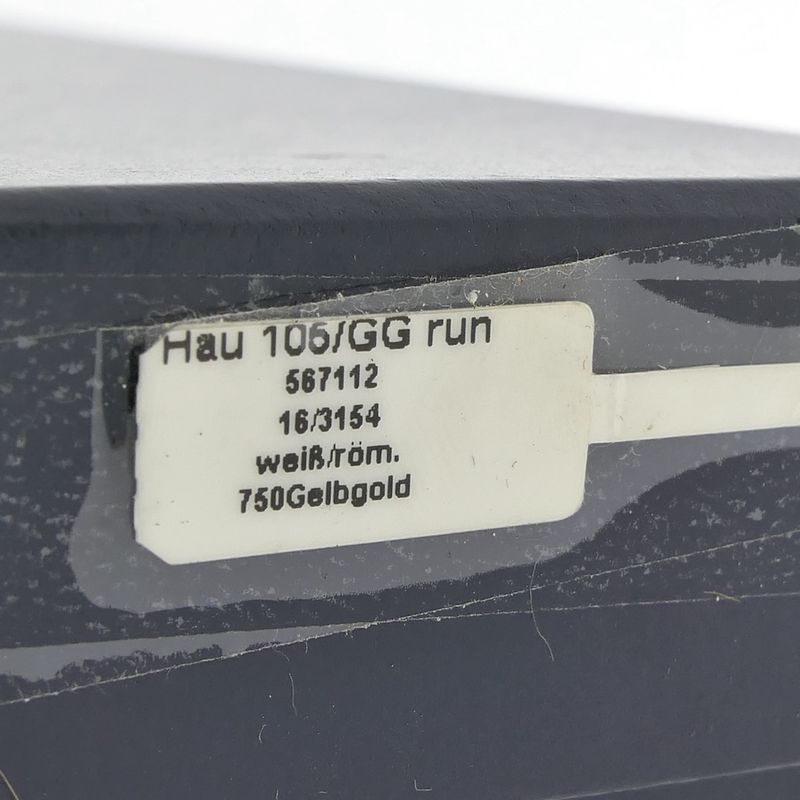 Hau 106/GG run
567112
16/3154
weiß/röm.
750Gelbgold